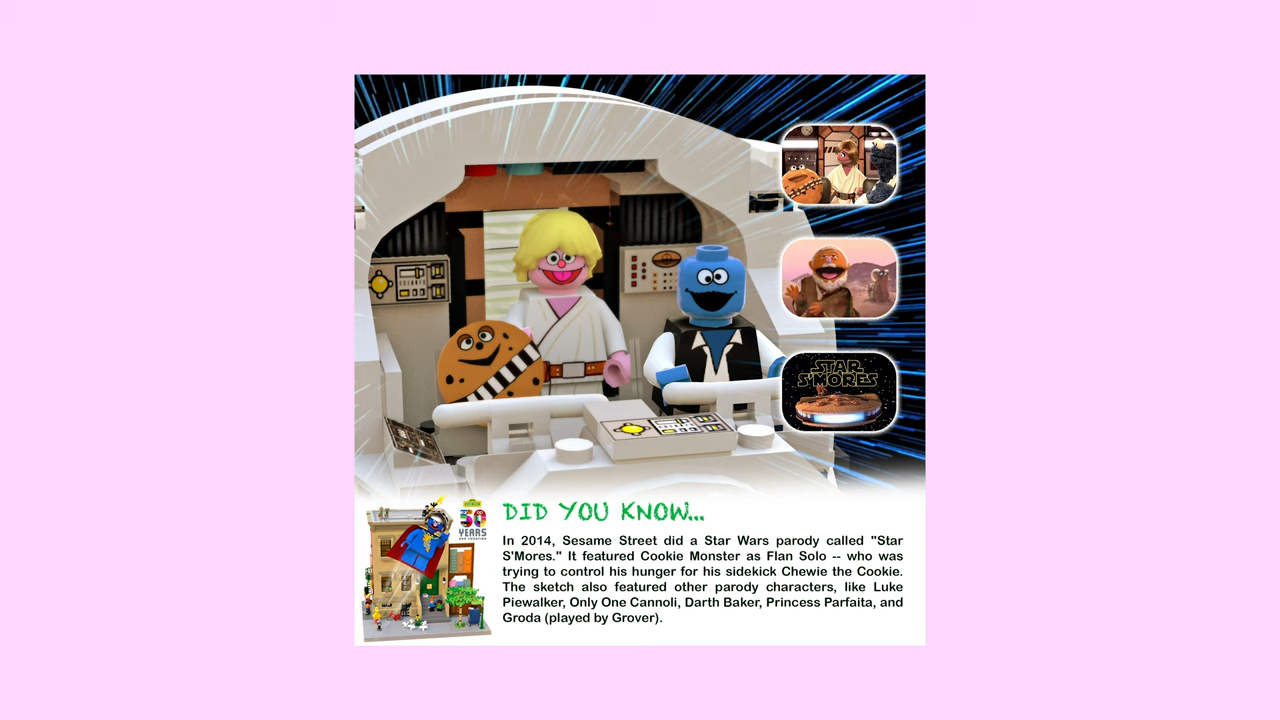 STAR
S'MORES
50
YEARS
AND COUNTING
DID YOU KNOW...
In 2014, Sesame Street did a Star Wars parody called "Star
S'Mores." It featured Cookie Monster as Flan Solo -- who was
trying to control his hunger for his sidekick Chewie the Cookie.
The sketch also featured other parody characters, like Luke
Piewalker, Only One Cannoli, Darth Baker, Princess Parfaita, and
Groda (played by Grover).